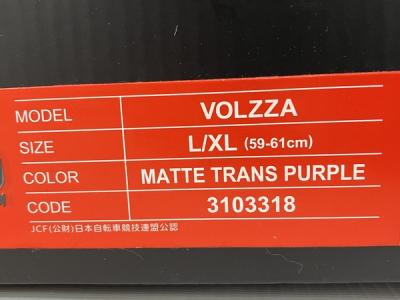 MODEL VOLZZA
SIZE L/XL (59-61cm)
COLOR MATTE TRANS PURPLE
CODE 3103318
JCF(公財)日本自転車競技連盟公認